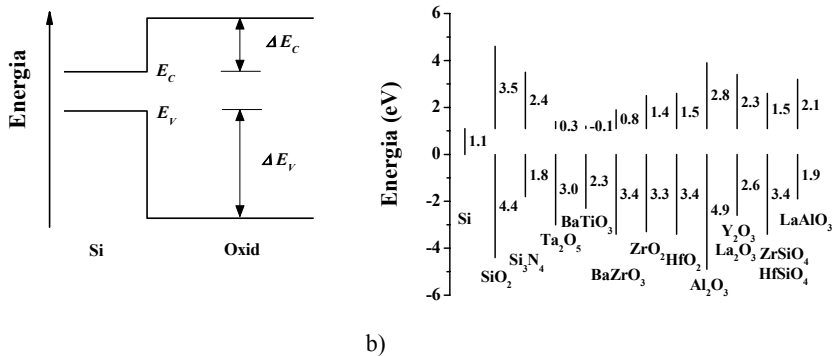 Energia
E_C
E_V
ΔE_C
ΔE_V
Si
Oxid
Energia (eV)
6
4
2
0
-2
-4
-6
1.1
3.5
2.4
0.3
-0.1
0.8
1.4
1.5
2.8
2.3
1.5
2.1
4.4
1.8
3.0
2.3
3.4
3.3
3.4
4.9
2.6
3.4
1.9
Si
SiO₂
Si₃N₄
Ta₂O₅
BaTiO₃
BaZrO₃
ZrO₂
HfO₂
Al₂O₃
Y₂O₃
La₂O₃
ZrSiO₄
HfSiO₄
LaAlO₃
b)